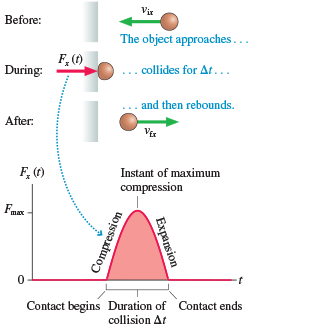 Before:
v_ix
The object approaches . . .
During:
F_x (t)
. . . collides for Δt . . .
. . . and then rebounds.
After:
v_fx
F_x (t)
Instant of maximum
compression
F_max
Compression
Expansion
0
t
Contact begins
Duration of
collision Δt
Contact ends